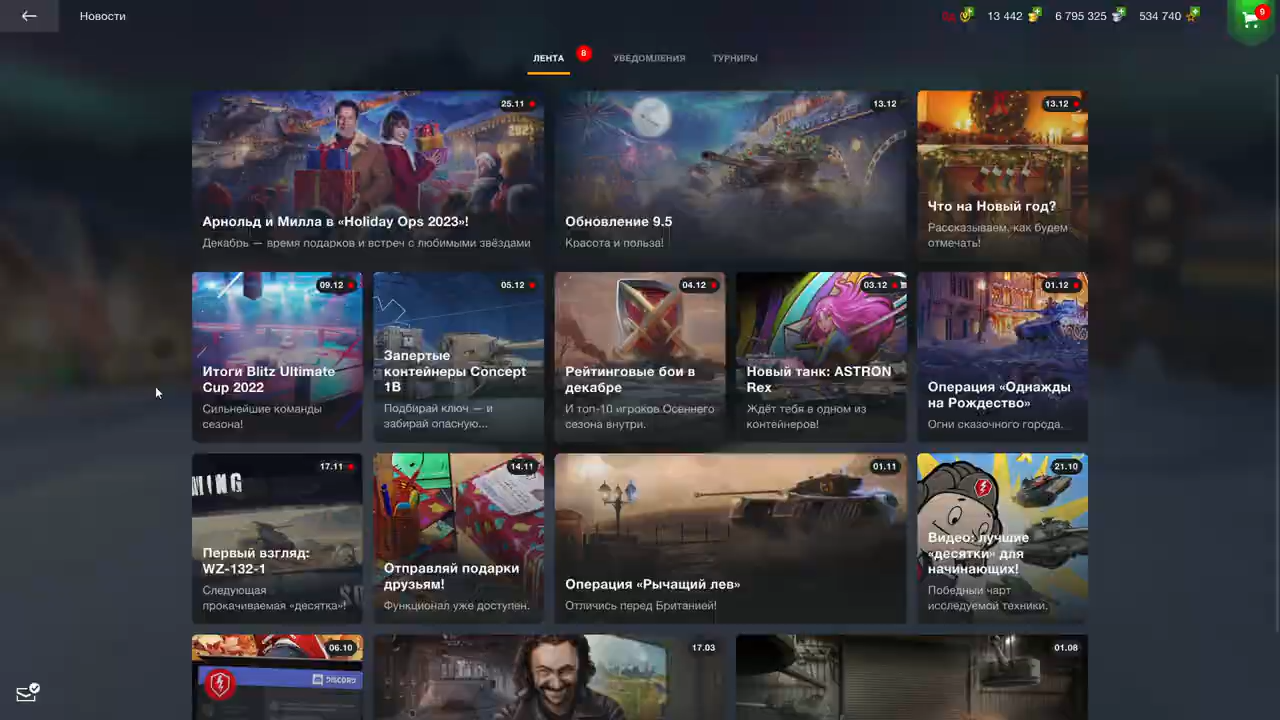 Новости
0д
13 442
6 795 325
534 740
9
ЛЕНТА
8
УВЕДОМЛЕНИЯ
ТУРНИРЫ
25.11
Арнольд и Милла в «Holiday Ops 2023»!
Декабрь — время подарков и встреч с любимыми звёздами
13.12
Обновление 9.5
Красота и польза!
13.12
Что на Новый год?
Рассказываем, как будем
отмечать!
09.12
Итоги Blitz Ultimate
Cup 2022
Сильнейшие команды
сезона!
05.12
Запертые
контейнеры Concept
1B
Подбирай ключ — и
забирай опасную...
04.12
Рейтинговые бои в
декабре
И топ-10 игроков Осеннего
сезона внутри.
03.12
Новый танк: ASTRON
Rex
Ждёт тебя в одном из
контейнеров!
01.12
Операция «Однажды
на Рождество»
Огни сказочного города.
17.11
Первый взгляд:
WZ-132-1
Следующая
прокачиваемая «десятка»!
14.11
Отправляй подарки
друзьям!
Функционал уже доступен.
01.11
Операция «Рычащий лев»
Отличись перед Британией!
21.10
Видео: лучшие
«десятки» для
начинающих!
Победный чарт
исследуемой техники.
06.10
DISCORD
17.03
01.08